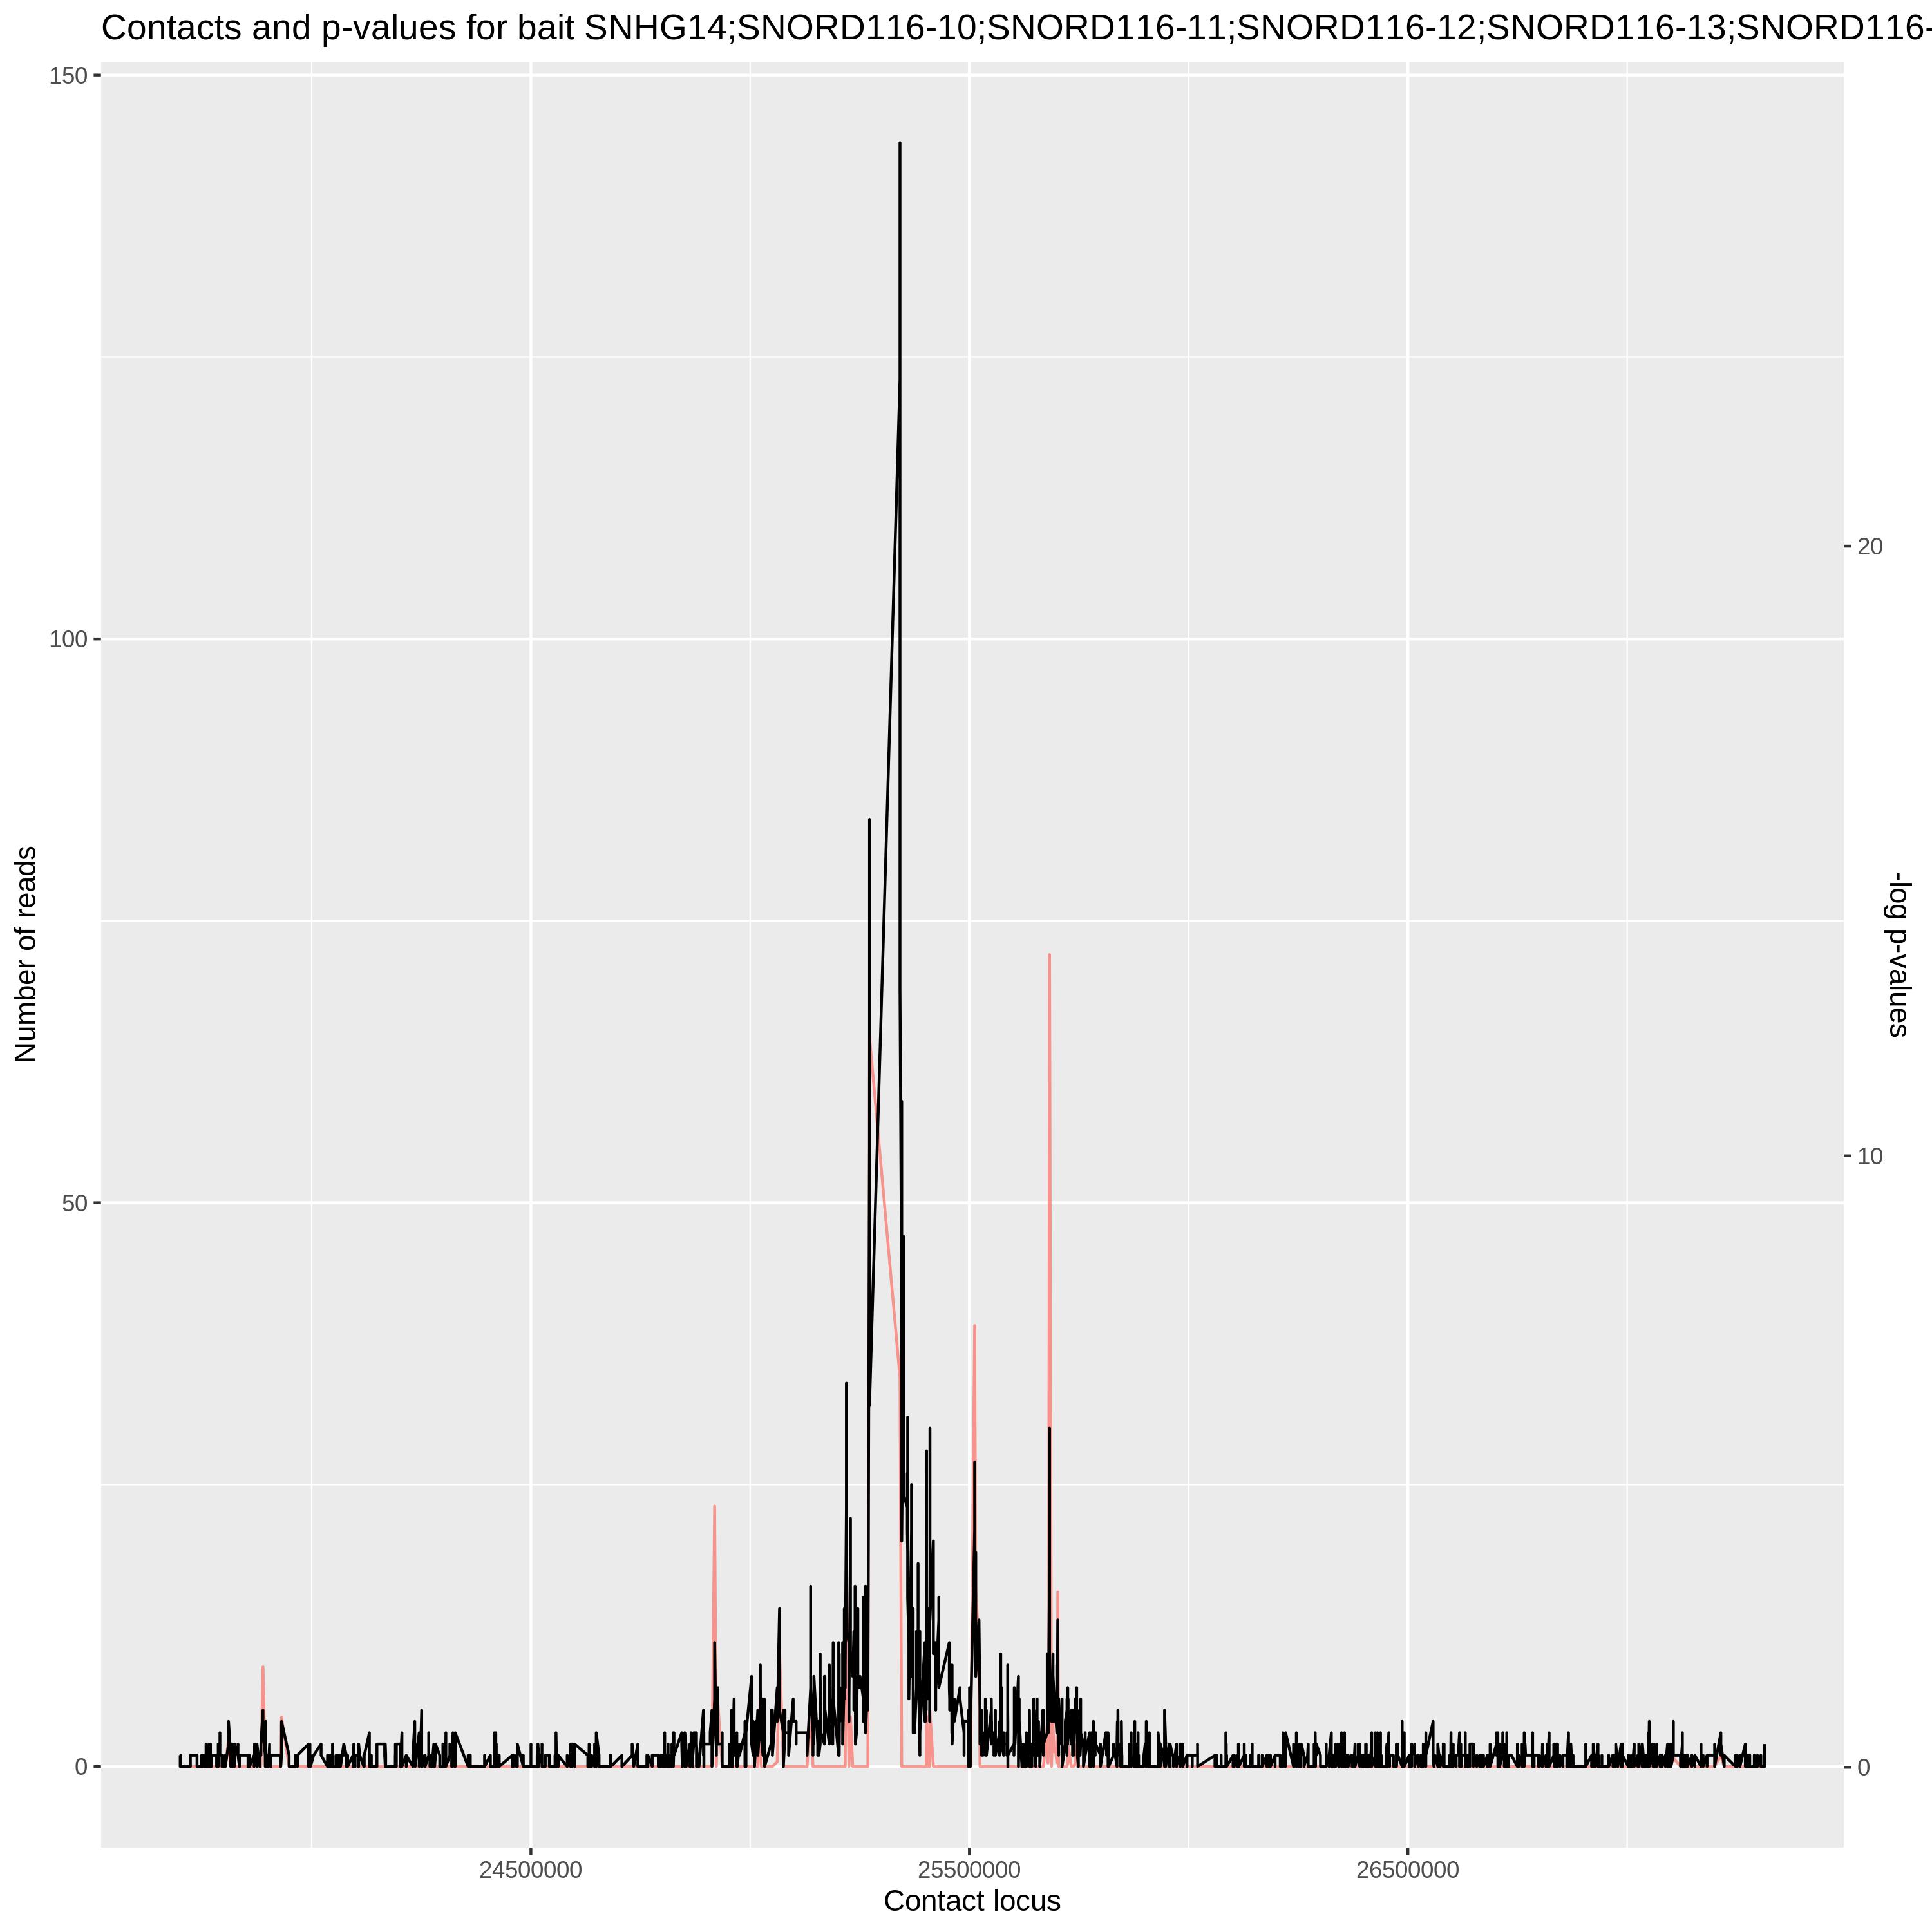 Contacts and p-values for bait SNHG14;SNORD116-10;SNORD116-11;SNORD116-12;SNORD116-13;SNORD116-
150
100
50
0
Number of reads
20
10
0
-log p-values
24500000
25500000
26500000
Contact locus